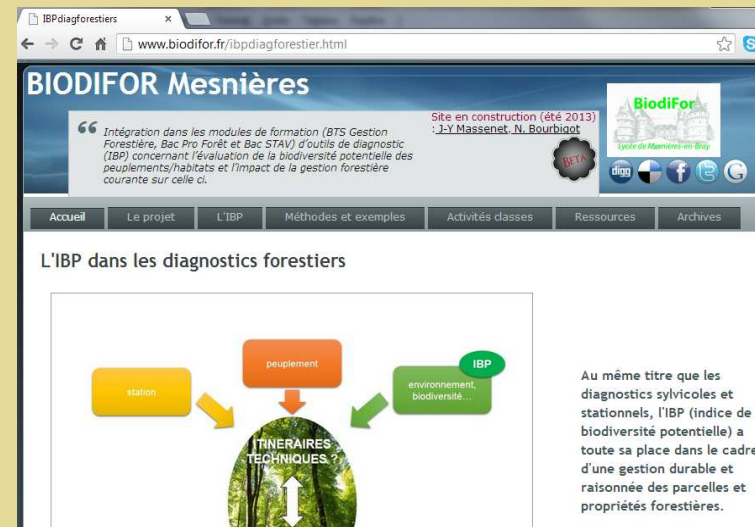 IBPdiagforestiers
www.biodifor.fr/ibpdiagforestier.html
BIODIFOR Mesnières
Intégration dans les modules de formation (BTS Gestion
Forestière, Bac Pro Forêt et Bac STAV) d'outils de diagnostic
(IBP) concernant l'évaluation de la biodiversité potentielle des
peuplements/habitats et l'impact de la gestion forestière
courante sur celle ci.
Site en construction (été 2013)
: J-Y Massenet, N. Bourbigot
BETA
BiodiFor
Lycée de Mesnières-en-Bray
digg
Accueil Le projet L'IBP Méthodes et exemples Activités classes Ressources Archives
L'IBP dans les diagnostics forestiers
station
peuplement
IBP
environnement,
biodiversité...
ITINERAIRES
TECHNIQUES ?
Au même titre que les
diagnostics sylvicoles et
stationnels, l'IBP (indice de
biodiversité potentielle) a
toute sa place dans le cadre
d'une gestion durable et
raisonnée des parcelles et
propriétés forestières.